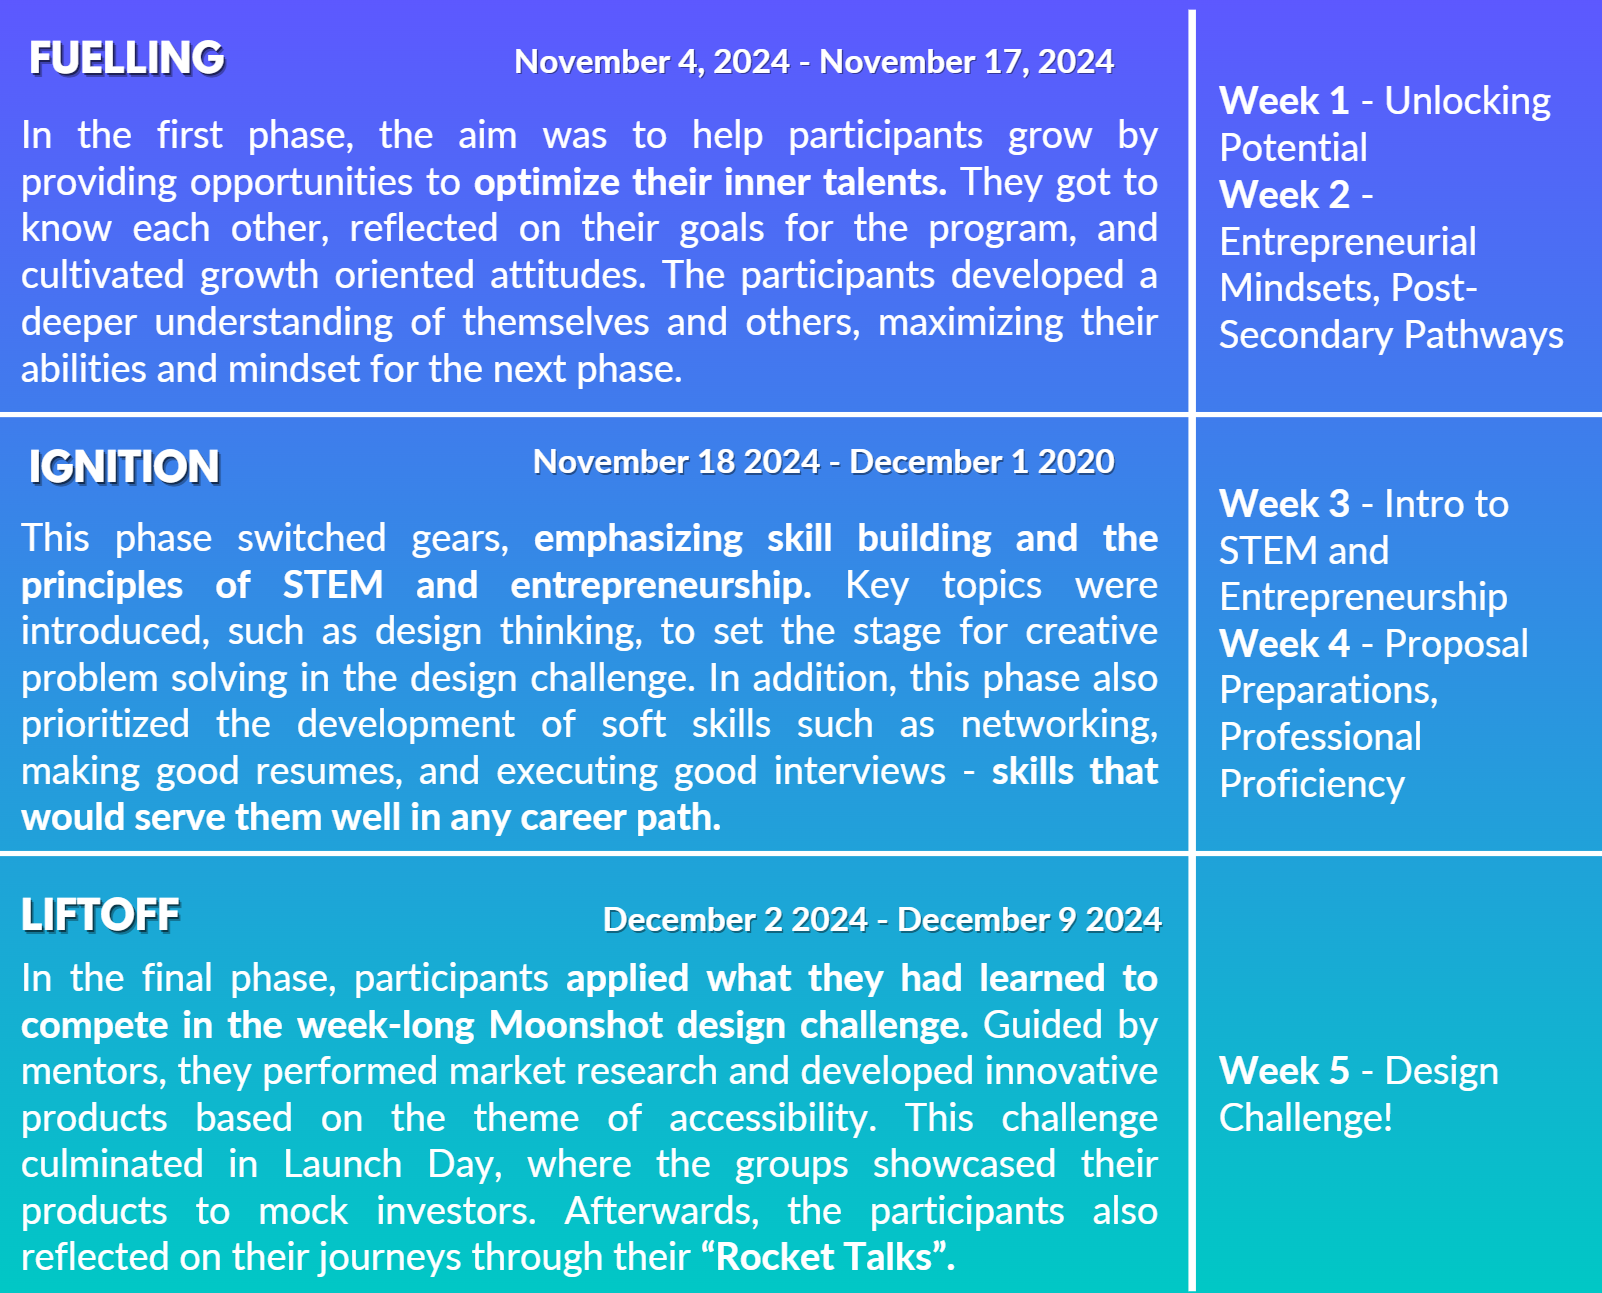 FUELLING
November 4, 2024 - November 17, 2024
In the first phase, the aim was to help participants grow by
providing opportunities to optimize their inner talents. They got to
know each other, reflected on their goals for the program, and
cultivated growth oriented attitudes. The participants developed a
deeper understanding of themselves and others, maximizing their
abilities and mindset for the next phase.
Week 1 - Unlocking
Potential
Week 2 -
Entrepreneurial
Mindsets, Post-
Secondary Pathways
IGNITION
November 18 2024 - December 1 2020
This phase switched gears, emphasizing skill building and the
principles of STEM and entrepreneurship. Key topics were
introduced, such as design thinking, to set the stage for creative
problem solving in the design challenge. In addition, this phase also
prioritized the development of soft skills such as networking,
making good resumes, and executing good interviews - skills that
would serve them well in any career path.
Week 3 - Intro to
STEM and
Entrepreneurship
Week 4 - Proposal
Preparations,
Professional
Proficiency
LIFTOFF
December 2 2024 - December 9 2024
In the final phase, participants applied what they had learned to
compete in the week-long Moonshot design challenge. Guided by
mentors, they performed market research and developed innovative
products based on the theme of accessibility. This challenge
culminated in Launch Day, where the groups showcased their
products to mock investors. Afterwards, the participants also
reflected on their journeys through their “Rocket Talks”.
Week 5 - Design
Challenge!